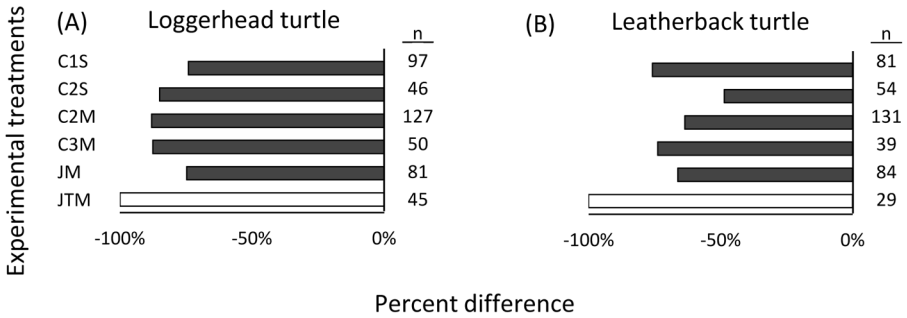 Experimental treatments
(A) Loggerhead turtle
n
C1S 97
C2S 46
C2M 127
C3M 50
JM 81
JTM 45
-100% -50% 0%
(B) Leatherback turtle
n
81
54
131
39
84
29
-100% -50% 0%
Percent difference